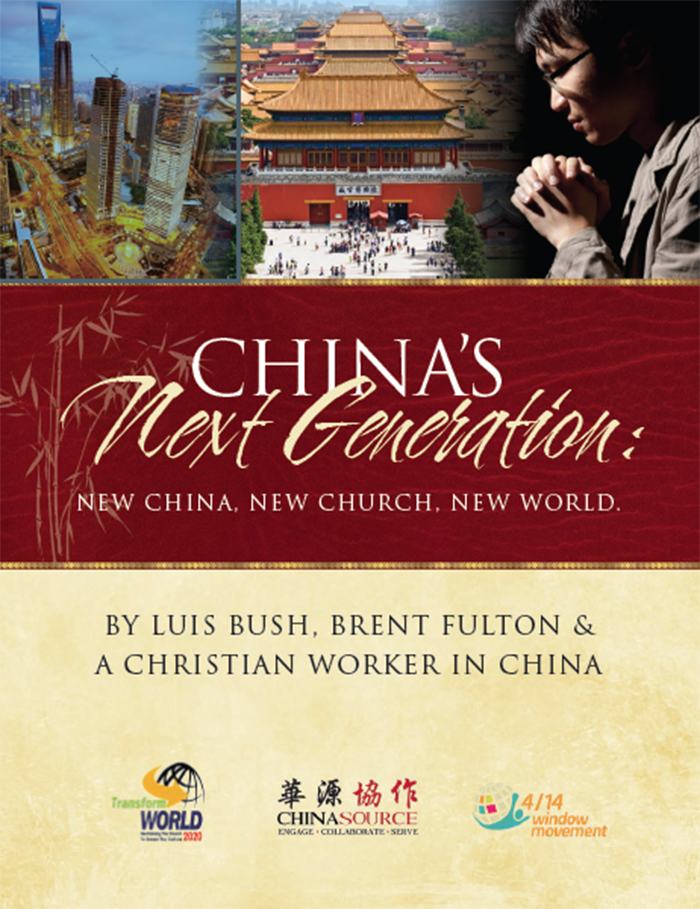 CHINA'S
Next Generation:
NEW CHINA, NEW CHURCH, NEW WORLD.
BY LUIS BUSH, BRENT FULTON &
A CHRISTIAN WORKER IN CHINA
Transform
WORLD
2020
華源協作
CHINASOURCE
ENGAGE • COLLABORATE • SERVE
4/14
window
movement